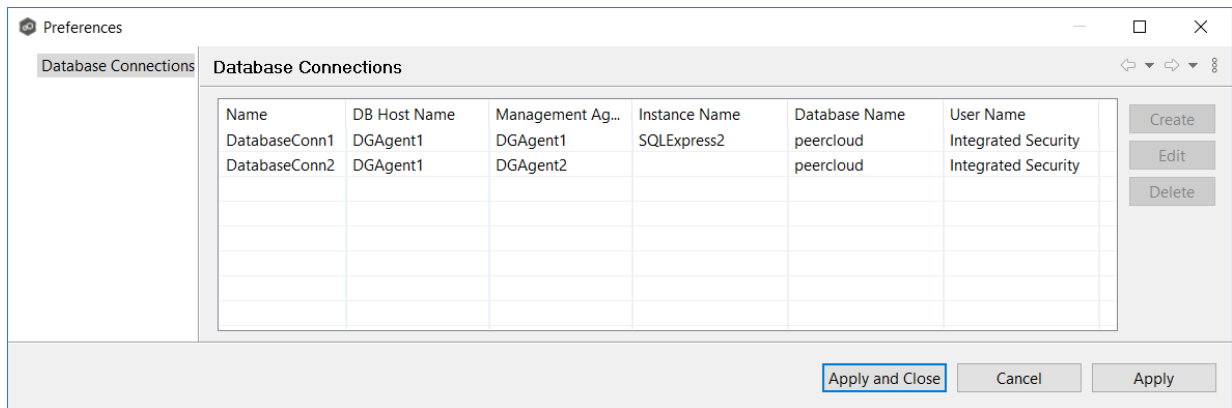 Preferences
Database Connections
Database Connections
Name DB Host Name Management Ag... Instance Name Database Name User Name
DatabaseConn1 DGAgent1 DGAgent1 SQLExpress2 peercloud Integrated Security
DatabaseConn2 DGAgent1 DGAgent2 peercloud Integrated Security
Create
Edit
Delete
Apply and Close Cancel Apply